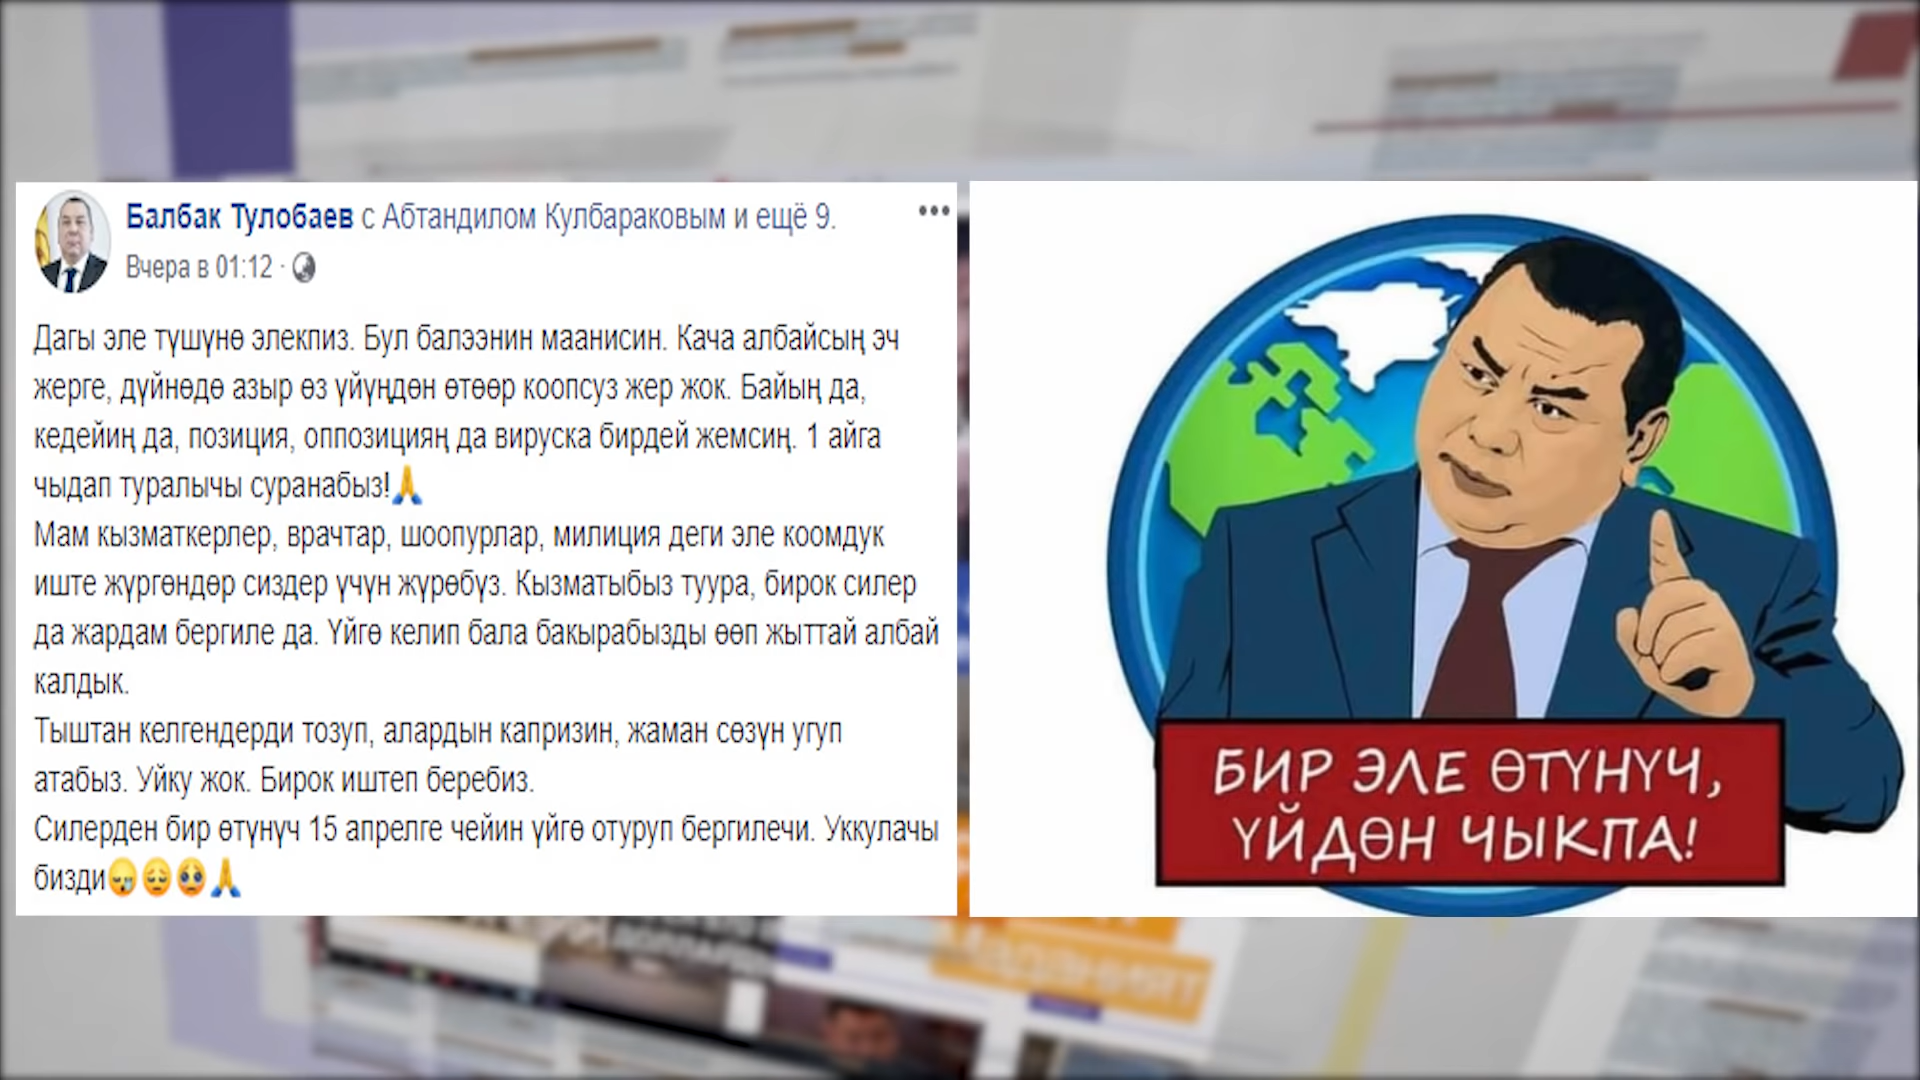 Балбак Тулобаев с Абтандилом Кулбараковым и ещё 9.
Вчера в 01:12 ·
Дагы эле түшүнө элекпиз. Бул балээнин маанисин. Кача албайсың эч
жерге, дүйнөдө азыр өз үйүңдөн өтөөр коопсуз жер жок. Байың да,
кедейиң да, позиция, оппозицияң да вируска бирдей жемсиң. 1 айга
чыдап туралычы суранабыз!🙏
Мам кызматкерлер, врачтар, шоопурлар, милиция деги эле коомдук
иште жүргөндөр сиздер үчүн жүрөбүз. Кызматыбыз туура, бирок силер
да жардам бергиле да. Үйгө келип бала бакырабызды өөп жыттай албай
калдык.
Тыштан келгендерди тозуп, алардын капризин, жаман сөзүн угуп
атабыз. Уйку жок. Бирок иштеп беребиз.
Силерден бир өтүнүч 15 апрелге чейин үйгө отуруп бергилечи. Уккулачы
бизди😪😔🥺🙏
БИР ЭЛЕ ӨТҮНҮЧ,
ҮЙДӨН ЧЫКПА!